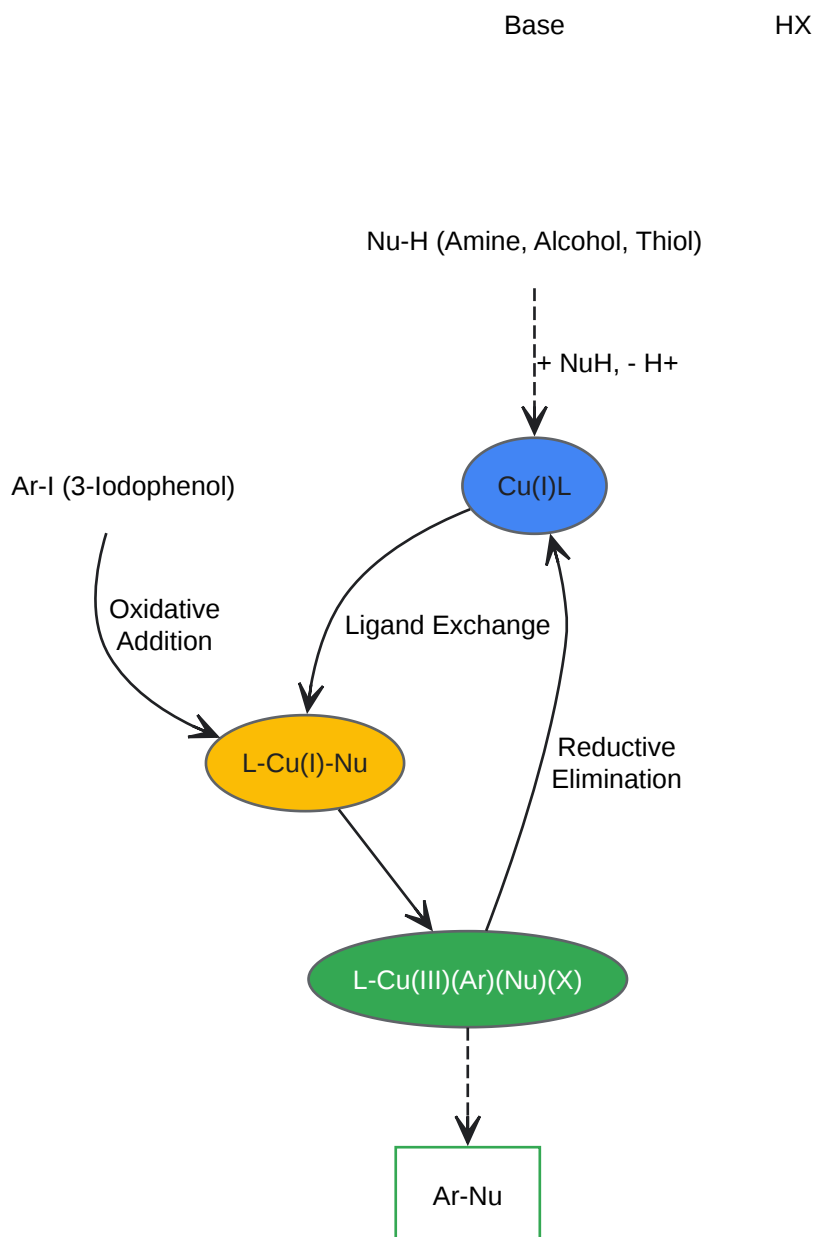 Base
HX
Nu-H (Amine, Alcohol, Thiol)
+ NuH, - H+
Ar-I (3-Iodophenol)
Cu(I)L
Oxidative
Addition
Ligand Exchange
L-Cu(I)-Nu
Reductive
Elimination
L-Cu(III)(Ar)(Nu)(X)
Ar-Nu